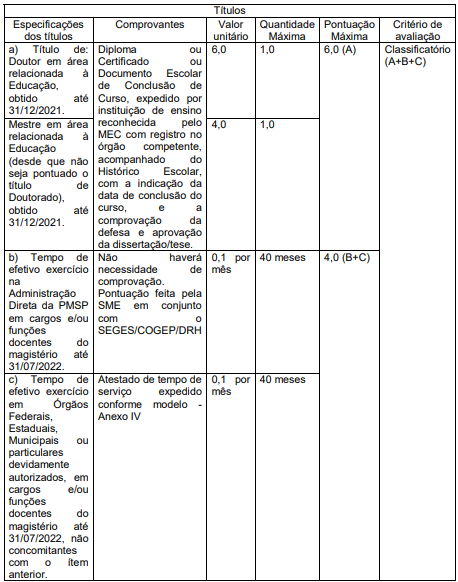 Títulos
Especificações
dos títulos
Comprovantes
Valor
unitário
Quantidade
Máxima
Pontuação
Máxima
Critério de
avaliação
a) Título de:
Doutor em área
relacionada à
Educação,
obtido até
31/12/2021.
Diploma ou
Certificado ou
Documento Escolar
de Conclusão de
Curso, expedido por
instituição de ensino
reconhecida pelo
MEC com registro no
órgão competente,
acompanhado do
Histórico Escolar,
com a indicação da
data de conclusão do
curso, e a
comprovação da
defesa e aprovação
da dissertação/tese.
6,0
1,0
6,0 (A)
Classificatório
(A+B+C)
Mestre em área
relacionada à
Educação
(desde que não
seja pontuado o
título de
Doutorado),
obtido até
31/12/2021.
4,0
1,0
b) Tempo de
efetivo exercício
na
Administração
Direta da PMSP
em cargos e/ou
funções
docentes do
magistério até
31/07/2022.
Não haverá
necessidade de
comprovação.
Pontuação feita pela
SME em conjunto
com o
SEGES/COGEP/DRH
0,1 por
mês
40 meses
4,0 (B+C)
c) Tempo de
efetivo exercício
em Órgãos
Federais,
Estaduais,
Municipais ou
particulares
devidamente
autorizados, em
cargos e/ou
funções
docentes do
magistério até
31/07/2022, não
concomitantes
com o ítem
anterior.
Atestado de tempo de
serviço expedido
conforme modelo -
Anexo IV
0,1 por
mês
40 meses